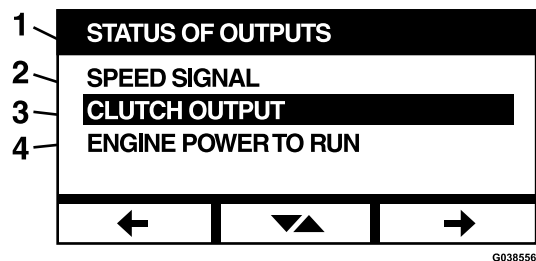 1 STATUS OF OUTPUTS
2 SPEED SIGNAL
3 CLUTCH OUTPUT
4 ENGINE POWER TO RUN
G038556